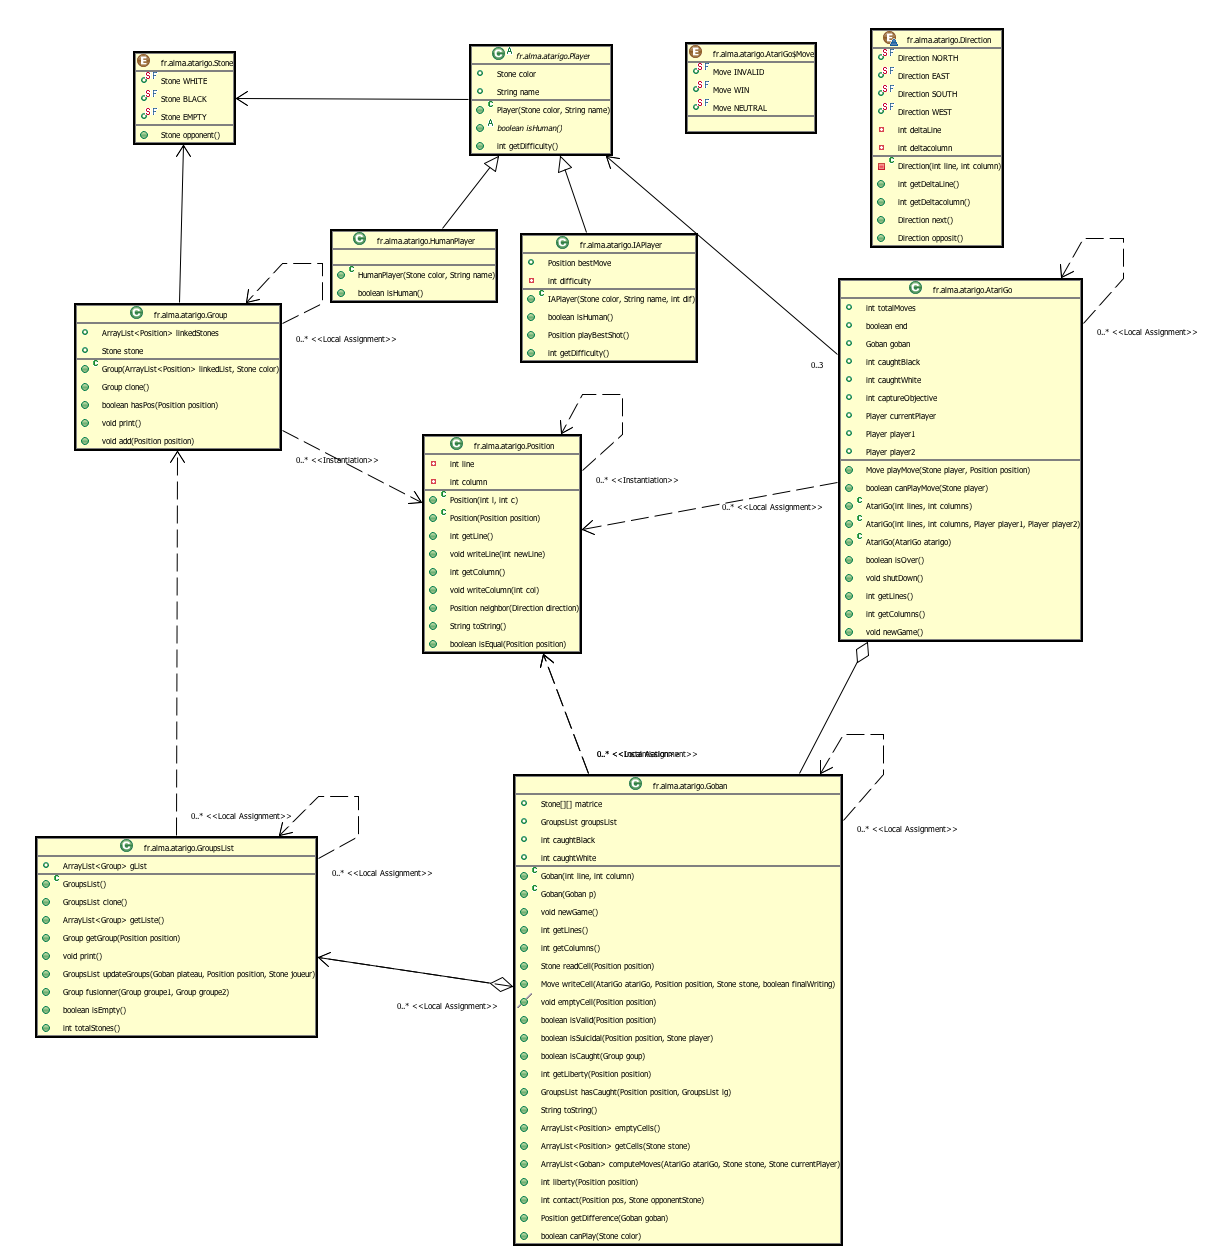 fr.alma.atarigo.Stone
Stone WHITE
Stone BLACK
Stone EMPTY
Stone opponent()
fr.alma.atarigo.Player
Stone color
String name
Player(Stone color, String name)
boolean isHuman()
int getDifficulty()
fr.alma.atarigo.AtariGo$Move
Move INVALID
Move WIN
Move NEUTRAL
fr.alma.atarigo.Direction
Direction NORTH
Direction EAST
Direction SOUTH
Direction WEST
int deltaLine
int deltacolumn
Direction(int line, int column)
int getDeltaLine()
int getDeltacolumn()
Direction next()
Direction opposit()
fr.alma.atarigo.HumanPlayer
HumanPlayer(Stone color, String name)
boolean isHuman()
fr.alma.atarigo.IAPlayer
Position bestMove
int difficulty
IAPlayer(Stone color, String name, int dif)
boolean isHuman()
Position playBestShot()
int getDifficulty()
fr.alma.atarigo.Group
ArrayList<Position> linkedStones
Stone stone
Group(ArrayList<Position> linkedList, Stone color)
Group clone()
boolean hasPos(Position position)
void print()
void add(Position position)
0..* <<Local Assignment>>
0..* <<Instantiation>>
0..3
fr.alma.atarigo.AtariGo
int totalMoves
boolean end
Goban goban
int caughtBlack
int caughtWhite
int captureObjective
Player currentPlayer
Player player1
Player player2
Move playMove(Stone player, Position position)
boolean canPlayMove(Stone player)
AtariGo(int lines, int columns)
AtariGo(int lines, int columns, Player player1, Player player2)
AtariGo(AtariGo atarigo)
boolean isOver()
void shutDown()
int getLines()
int getColumns()
void newGame()
0..* <<Local Assignment>>
fr.alma.atarigo.Position
int line
int column
Position(int l, int c)
Position(Position position)
int getLine()
void writeLine(int newLine)
int getColumn()
void writeColumn(int col)
Position neighbor(Direction direction)
String toString()
boolean isEqual(Position position)
0..* <<Instantiation>>
0..* <<Local Assignment>>
fr.alma.atarigo.GroupsList
ArrayList<Group> gList
GroupsList()
GroupsList clone()
ArrayList<Group> getListe()
Group getGroup(Position position)
void print()
GroupsList updateGroups(Goban plateau, Position position, Stone joueur)
Group fusionner(Group groupe1, Group groupe2)
boolean isEmpty()
int totalStones()
0..* <<Local Assignment>>
0..* <<Local Assignment>>
0..* <<Local Assignment>>
fr.alma.atarigo.Goban
Stone[][] matrice
GroupsList groupsList
int caughtBlack
int caughtWhite
Goban(int line, int column)
Goban(Goban p)
void newGame()
int getLines()
int getColumns()
Stone readCell(Position position)
Move writeCell(AtariGo atariGo, Position position, Stone stone, boolean finalWriting)
void emptyCell(Position position)
boolean isValid(Position position)
boolean isSuicidal(Position position, Stone player)
boolean isCaught(Group goup)
int getLiberty(Position position)
GroupsList hasCaught(Position position, GroupsList lg)
String toString()
ArrayList<Position> emptyCells()
ArrayList<Position> getCells(Stone stone)
ArrayList<Goban> computeMoves(AtariGo atariGo, Stone stone, Stone currentPlayer)
int liberty(Position position)
int contact(Position pos, Stone opponentStone)
Position getDifference(Goban goban)
boolean canPlay(Stone color)
0..* <<Local Assignment>>